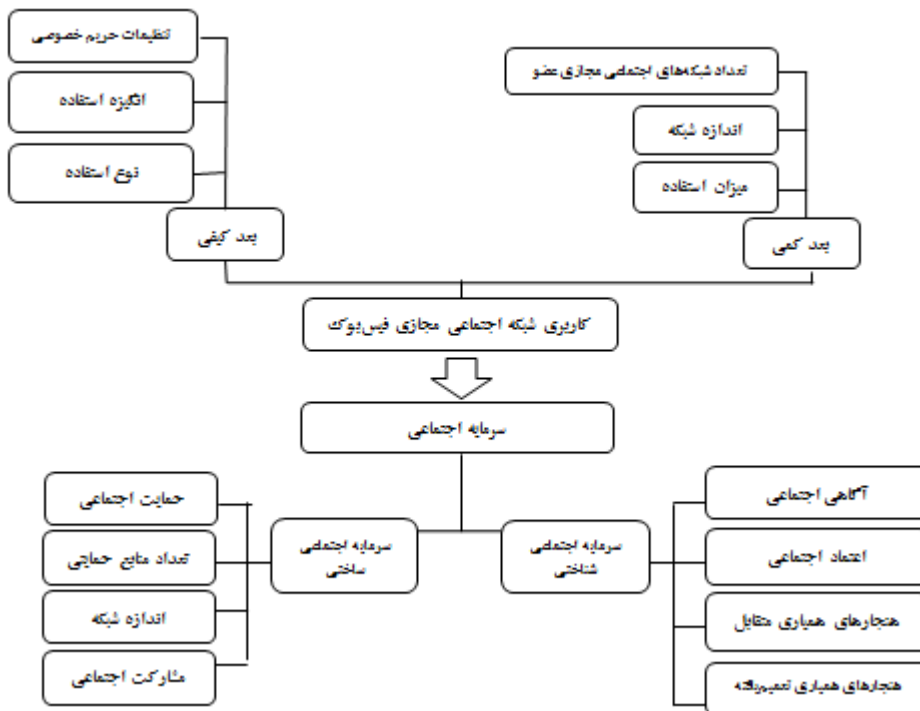 تنظیمات حریم خصوصی
انگیزه استفاده
نوع استفاده
بعد کیفی
تعداد شبکه‌های اجتماعی مجازی عضو
اندازه شبکه
میزان استفاده
بعد کمی
کاربری شبکه اجتماعی مجازی فیس‌بوک
سرمایه اجتماعی
سرمایه اجتماعی
شناختی
آگاهی اجتماعی
اعتماد اجتماعی
هنجارهای همیاری متقابل
هنجارهای همیاری تعمیم‌یافته
سرمایه اجتماعی
ساختی
حمایت اجتماعی
تعداد منابع حمایتی
اندازه شبکه
مشارکت اجتماعی